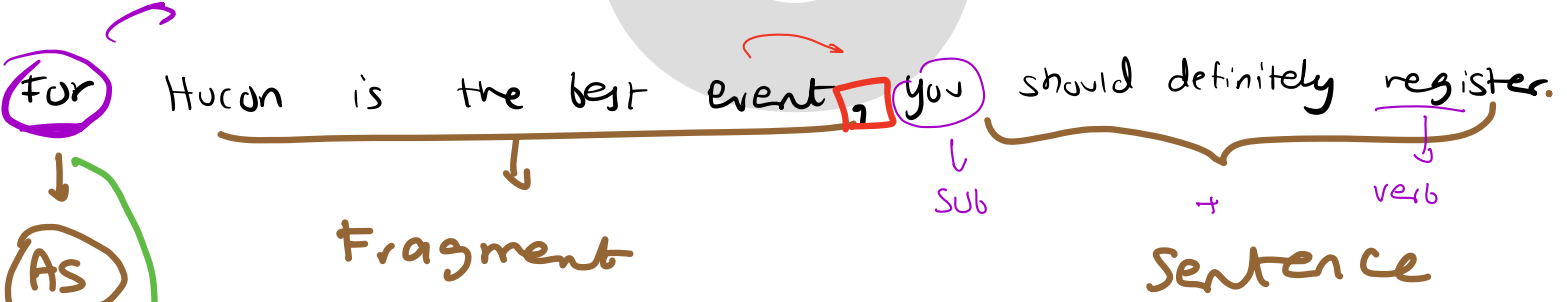 For Hucon is the best event, you should definitely register.
Sub + verb
As Fragment Sentence